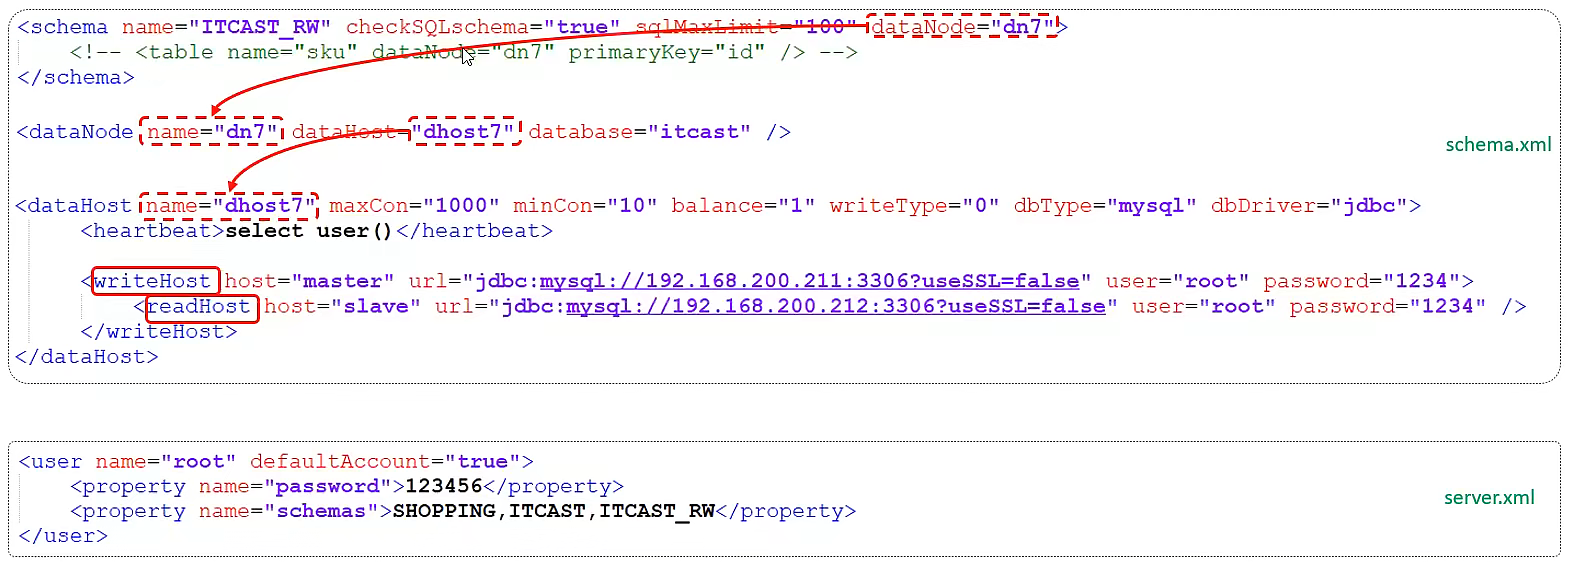 <schema name="ITCAST_RW" checkSQLschema="true" sqlMaxLimit="100" dataNode="dn7">
<!-- <table name="sku" dataNode="dn7" primaryKey="id" /> -->
</schema>
<dataNode name="dn7" dataHost="dhost7" database="itcast" />
schema.xml
<dataHost name="dhost7" maxCon="1000" minCon="10" balance="1" writeType="0" dbType="mysql" dbDriver="jdbc">
<heartbeat>select user()</heartbeat>
<writeHost host="master" url="jdbc:mysql://192.168.200.211:3306?useSSL=false" user="root" password="1234">
<readHost host="slave" url="jdbc:mysql://192.168.200.212:3306?useSSL=false" user="root" password="1234" />
</writeHost>
</dataHost>
<user name="root" defaultAccount="true">
<property name="password">123456</property>
server.xml
<property name="schemas">SHOPPING,ITCAST,ITCAST_RW</property>
</user>